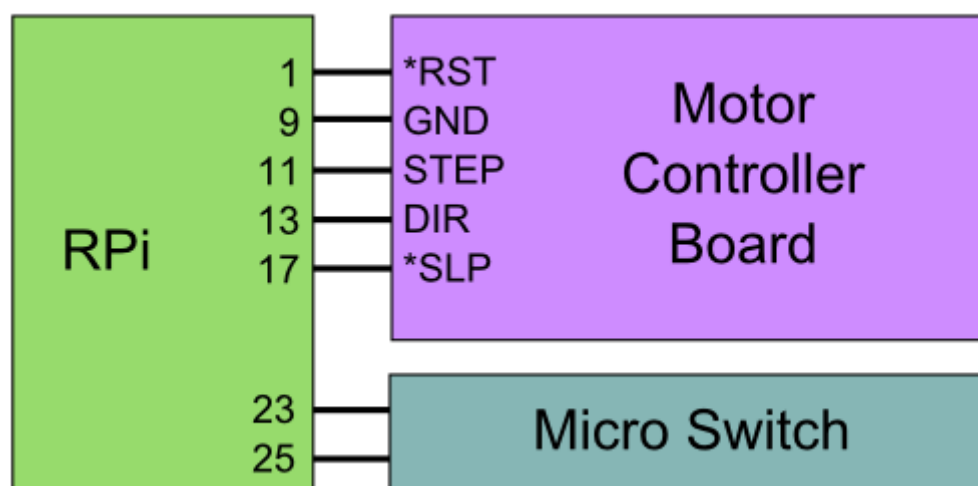 RPi
1
9
11
13
17
23
25
*RST
GND
STEP
DIR
*SLP
Motor
Controller
Board
Micro Switch